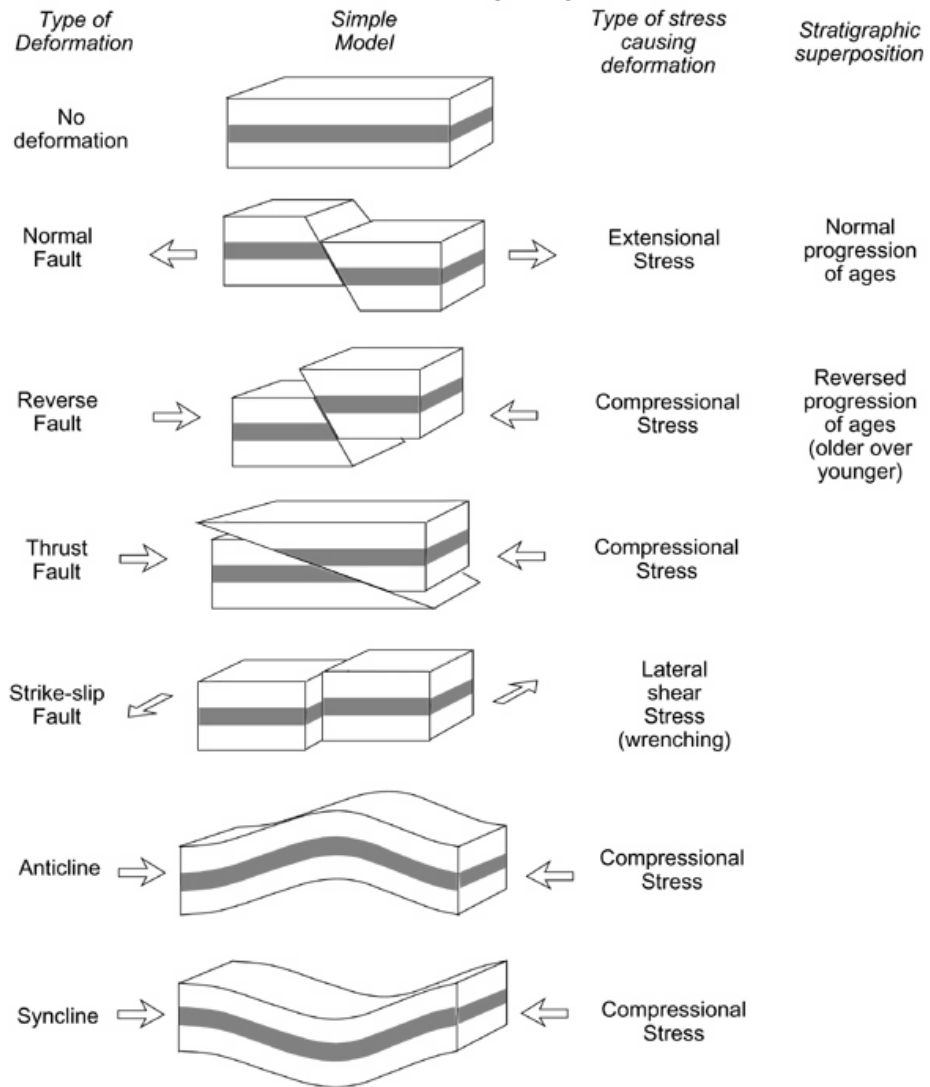 Type of
Deformation
Simple
Model
Type of stress
causing
deformation
Stratigraphic
superposition
No
deformation
Normal
Fault
Extensional
Stress
Normal
progression
of ages
Reverse
Fault
Compressional
Stress
Reversed
progression
of ages
(older over
younger)
Thrust
Fault
Compressional
Stress
Strike-slip
Fault
Lateral
shear
Stress
(wrenching)
Anticline
Compressional
Stress
Syncline
Compressional
Stress